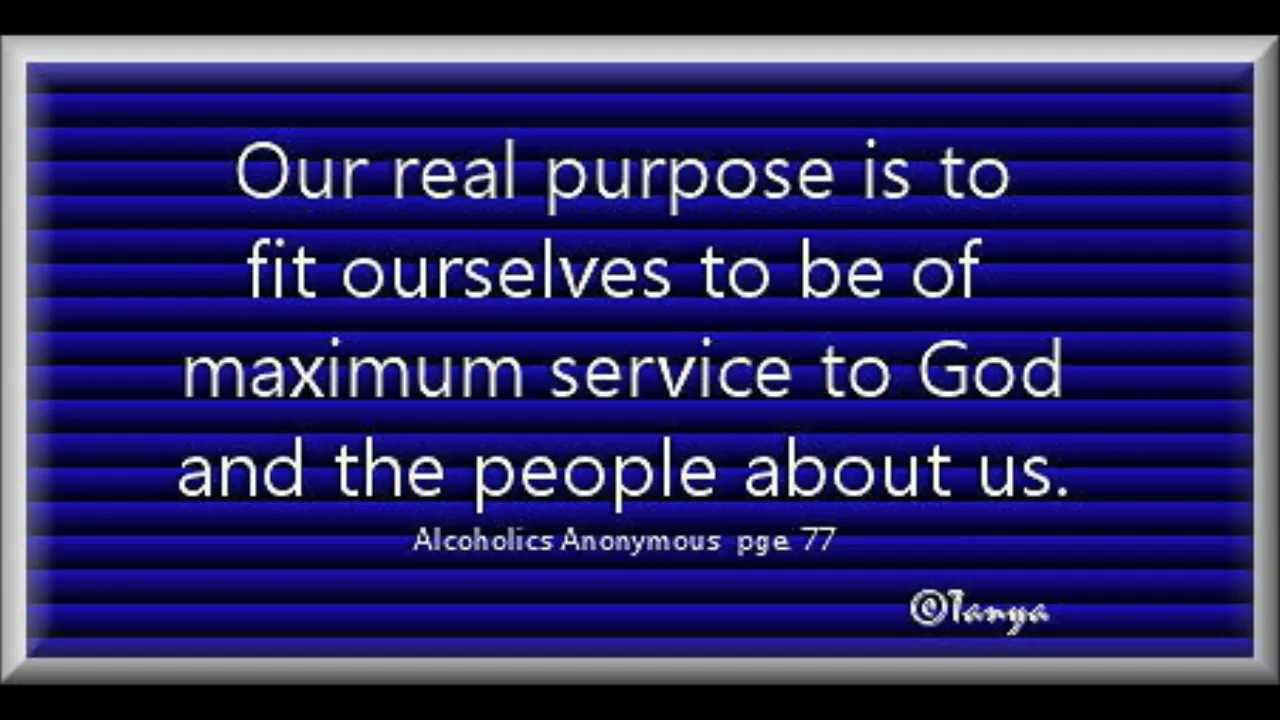 Our real purpose is to
fit ourselves to be of
maximum service to God
and the people about us.
Alcoholics Anonymous pge 77
©Tanya